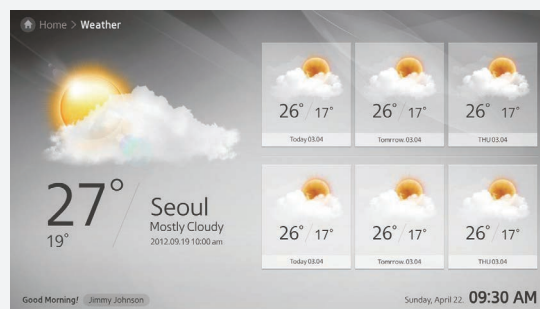 Home > Weather
26° / 17°
Today 03.04
26° / 17°
Tomrrow. 03.04
26° 17°
THU 03.04
27°
19°
Seoul
Mostly Cloudy
2012.09.19 10:00 am
26° / 17°
Today 03.04
26° / 17°
Tomrrow. 03.04
26° 17°
THU 03.04
Good Morning! Jimmy Johnson
Sunday, April 22. 09:30 AM